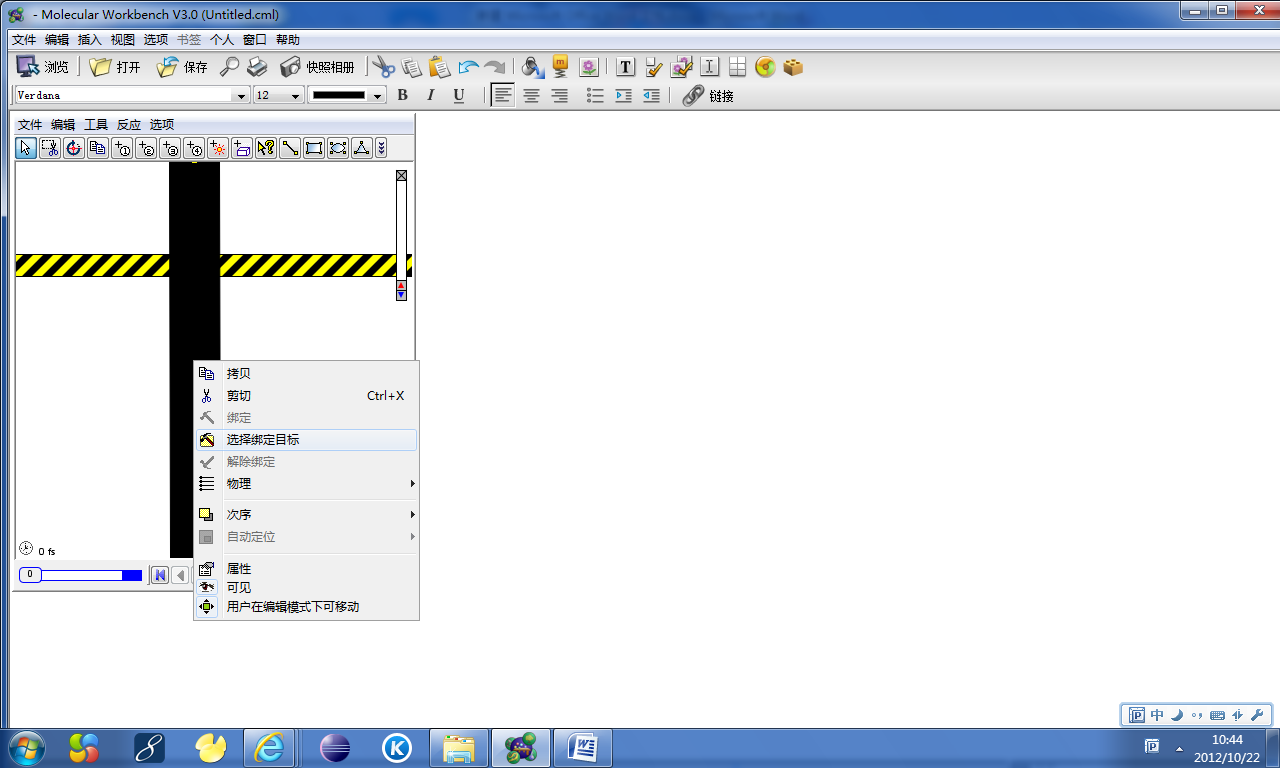 - Molecular Workbench V3.0 (Untitled.cml)
文件 编辑 插入 视图 选项 书签 个人 窗口 帮助
浏览 打开 保存 快照相册
Verdana 12 B I U 链接
文件 编辑 工具 反应 选项
拷贝
剪切 Ctrl+X
绑定
选择绑定目标
解除绑定
物理
次序
自动定位
属性
可见
用户在编辑模式下可移动
0 fs
0
中
10:44
2012/10/22